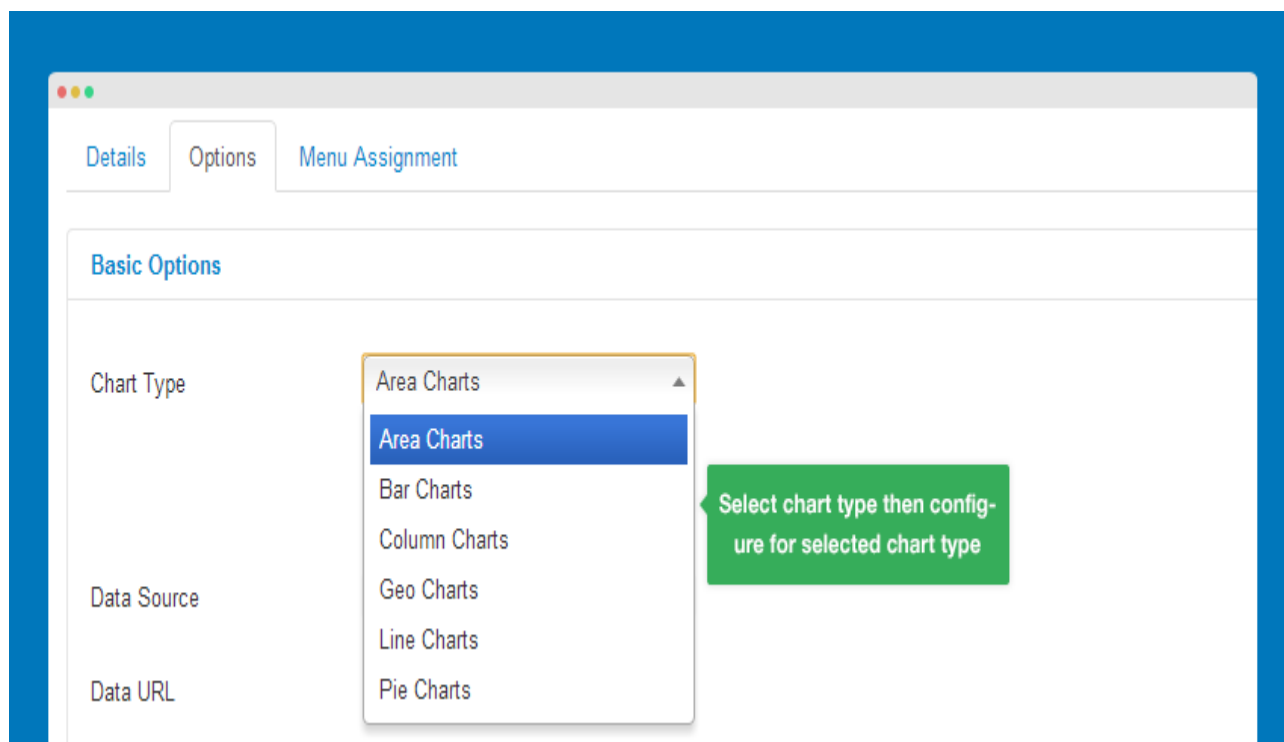 Details Options Menu Assignment
Basic Options
Chart Type
Area Charts
Area Charts
Bar Charts
Column Charts
Geo Charts
Line Charts
Pie Charts
Select chart type then config-
ure for selected chart type
Data Source
Data URL